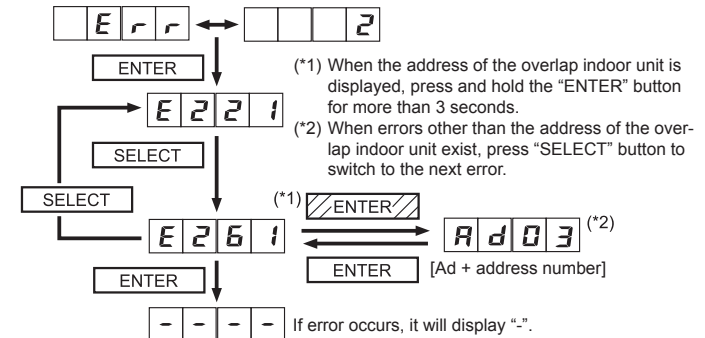 Err 2
ENTER
(*1) When the address of the overlap indoor unit is
displayed, press and hold the “ENTER” button
for more than 3 seconds.
E221
(*2) When errors other than the address of the over-
lap indoor unit exist, press “SELECT” button to
switch to the next error.
SELECT
SELECT
(*1) ENTER
E261
Ad03 (*2)
ENTER
[Ad + address number]
ENTER
- - - -
If error occurs, it will display “-”.